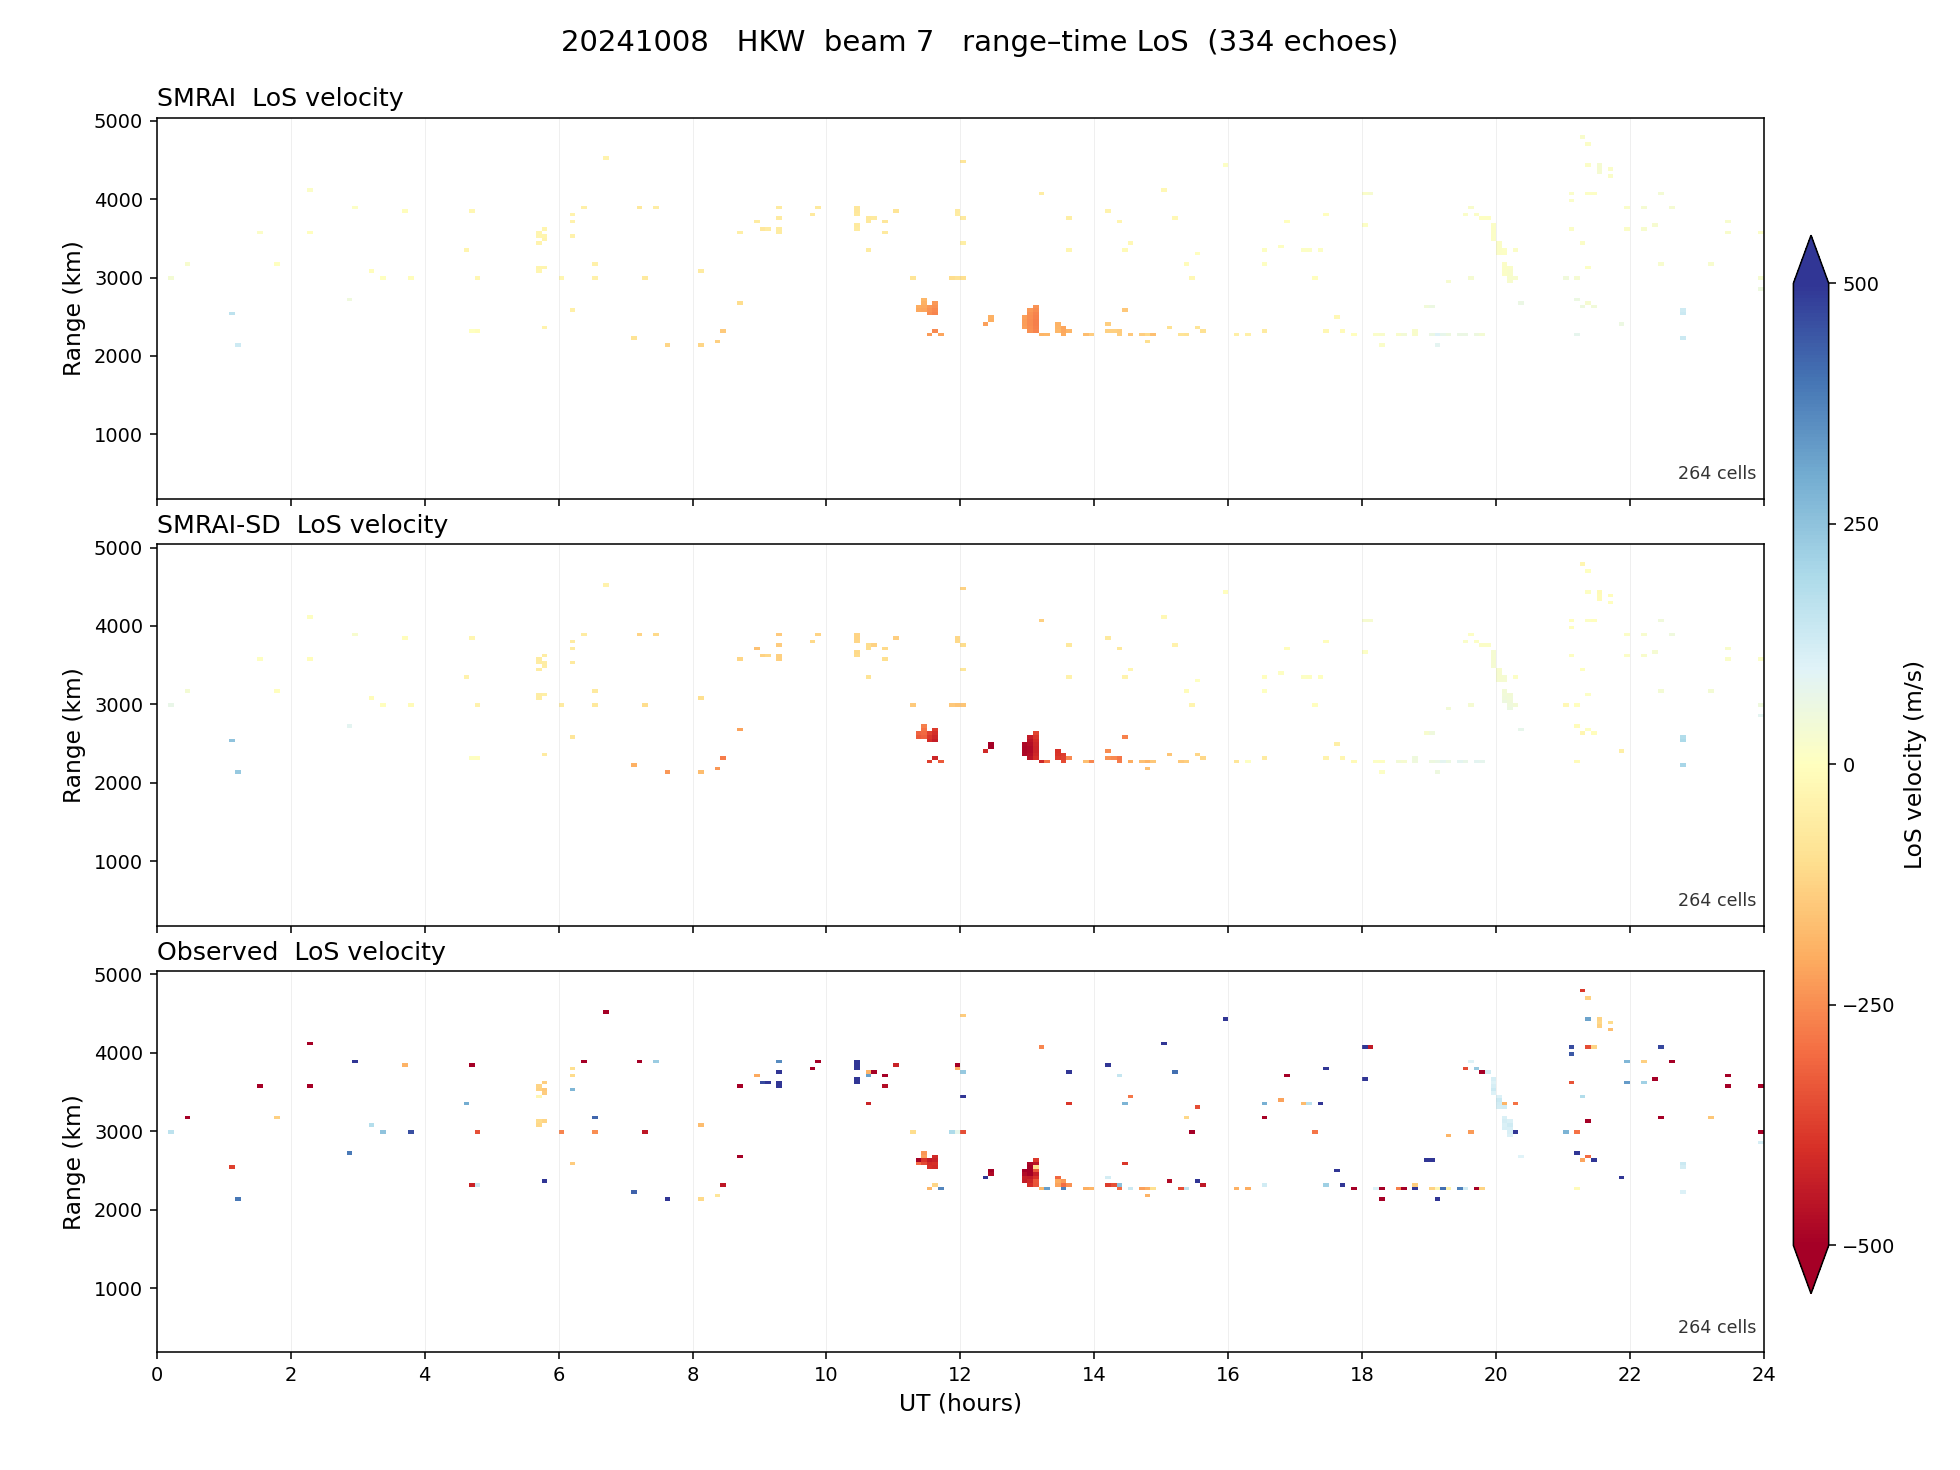 20241008   HKW  beam 7   range–time LoS  (334 echoes)
SMRAI  LoS velocity
5000
4000
3000
2000
1000
Range (km)
264 cells
SMRAI-SD  LoS velocity
5000
4000
3000
2000
1000
Range (km)
264 cells
Observed  LoS velocity
5000
4000
3000
2000
1000
Range (km)
264 cells
0 2 4 6 8 10 12 14 16 18 20 22 24
UT (hours)
500
250
0
−250
−500
LoS velocity (m/s)